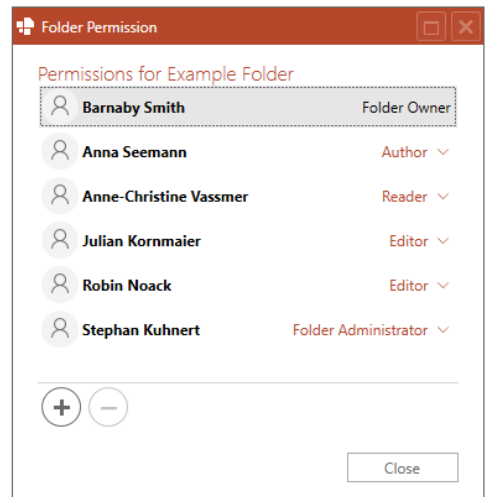 Folder Permission
Permissions for Example Folder
Barnaby Smith Folder Owner
Anna Seemann Author
Anne-Christine Vassmer Reader
Julian Kornmaier Editor
Robin Noack Editor
Stephan Kuhnert Folder Administrator
Close